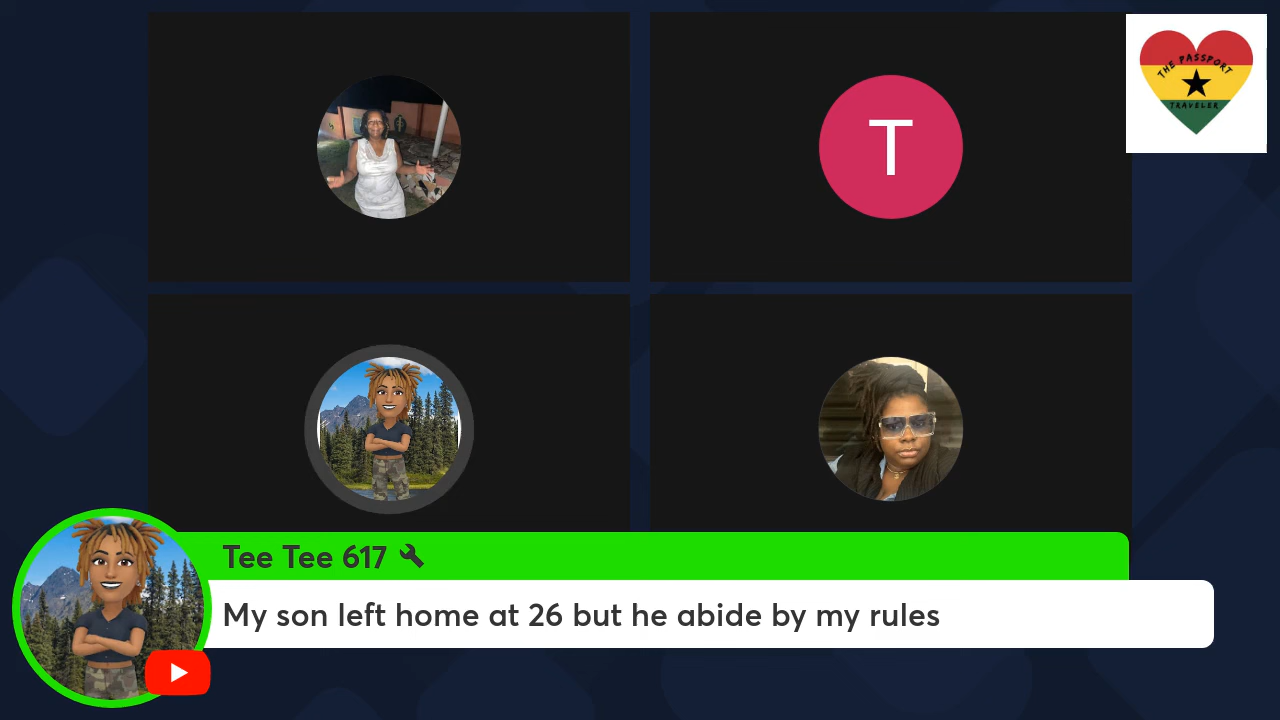 THE PASSPORT
TRAVELER
T
Tee Tee 617
My son left home at 26 but he abide by my rules